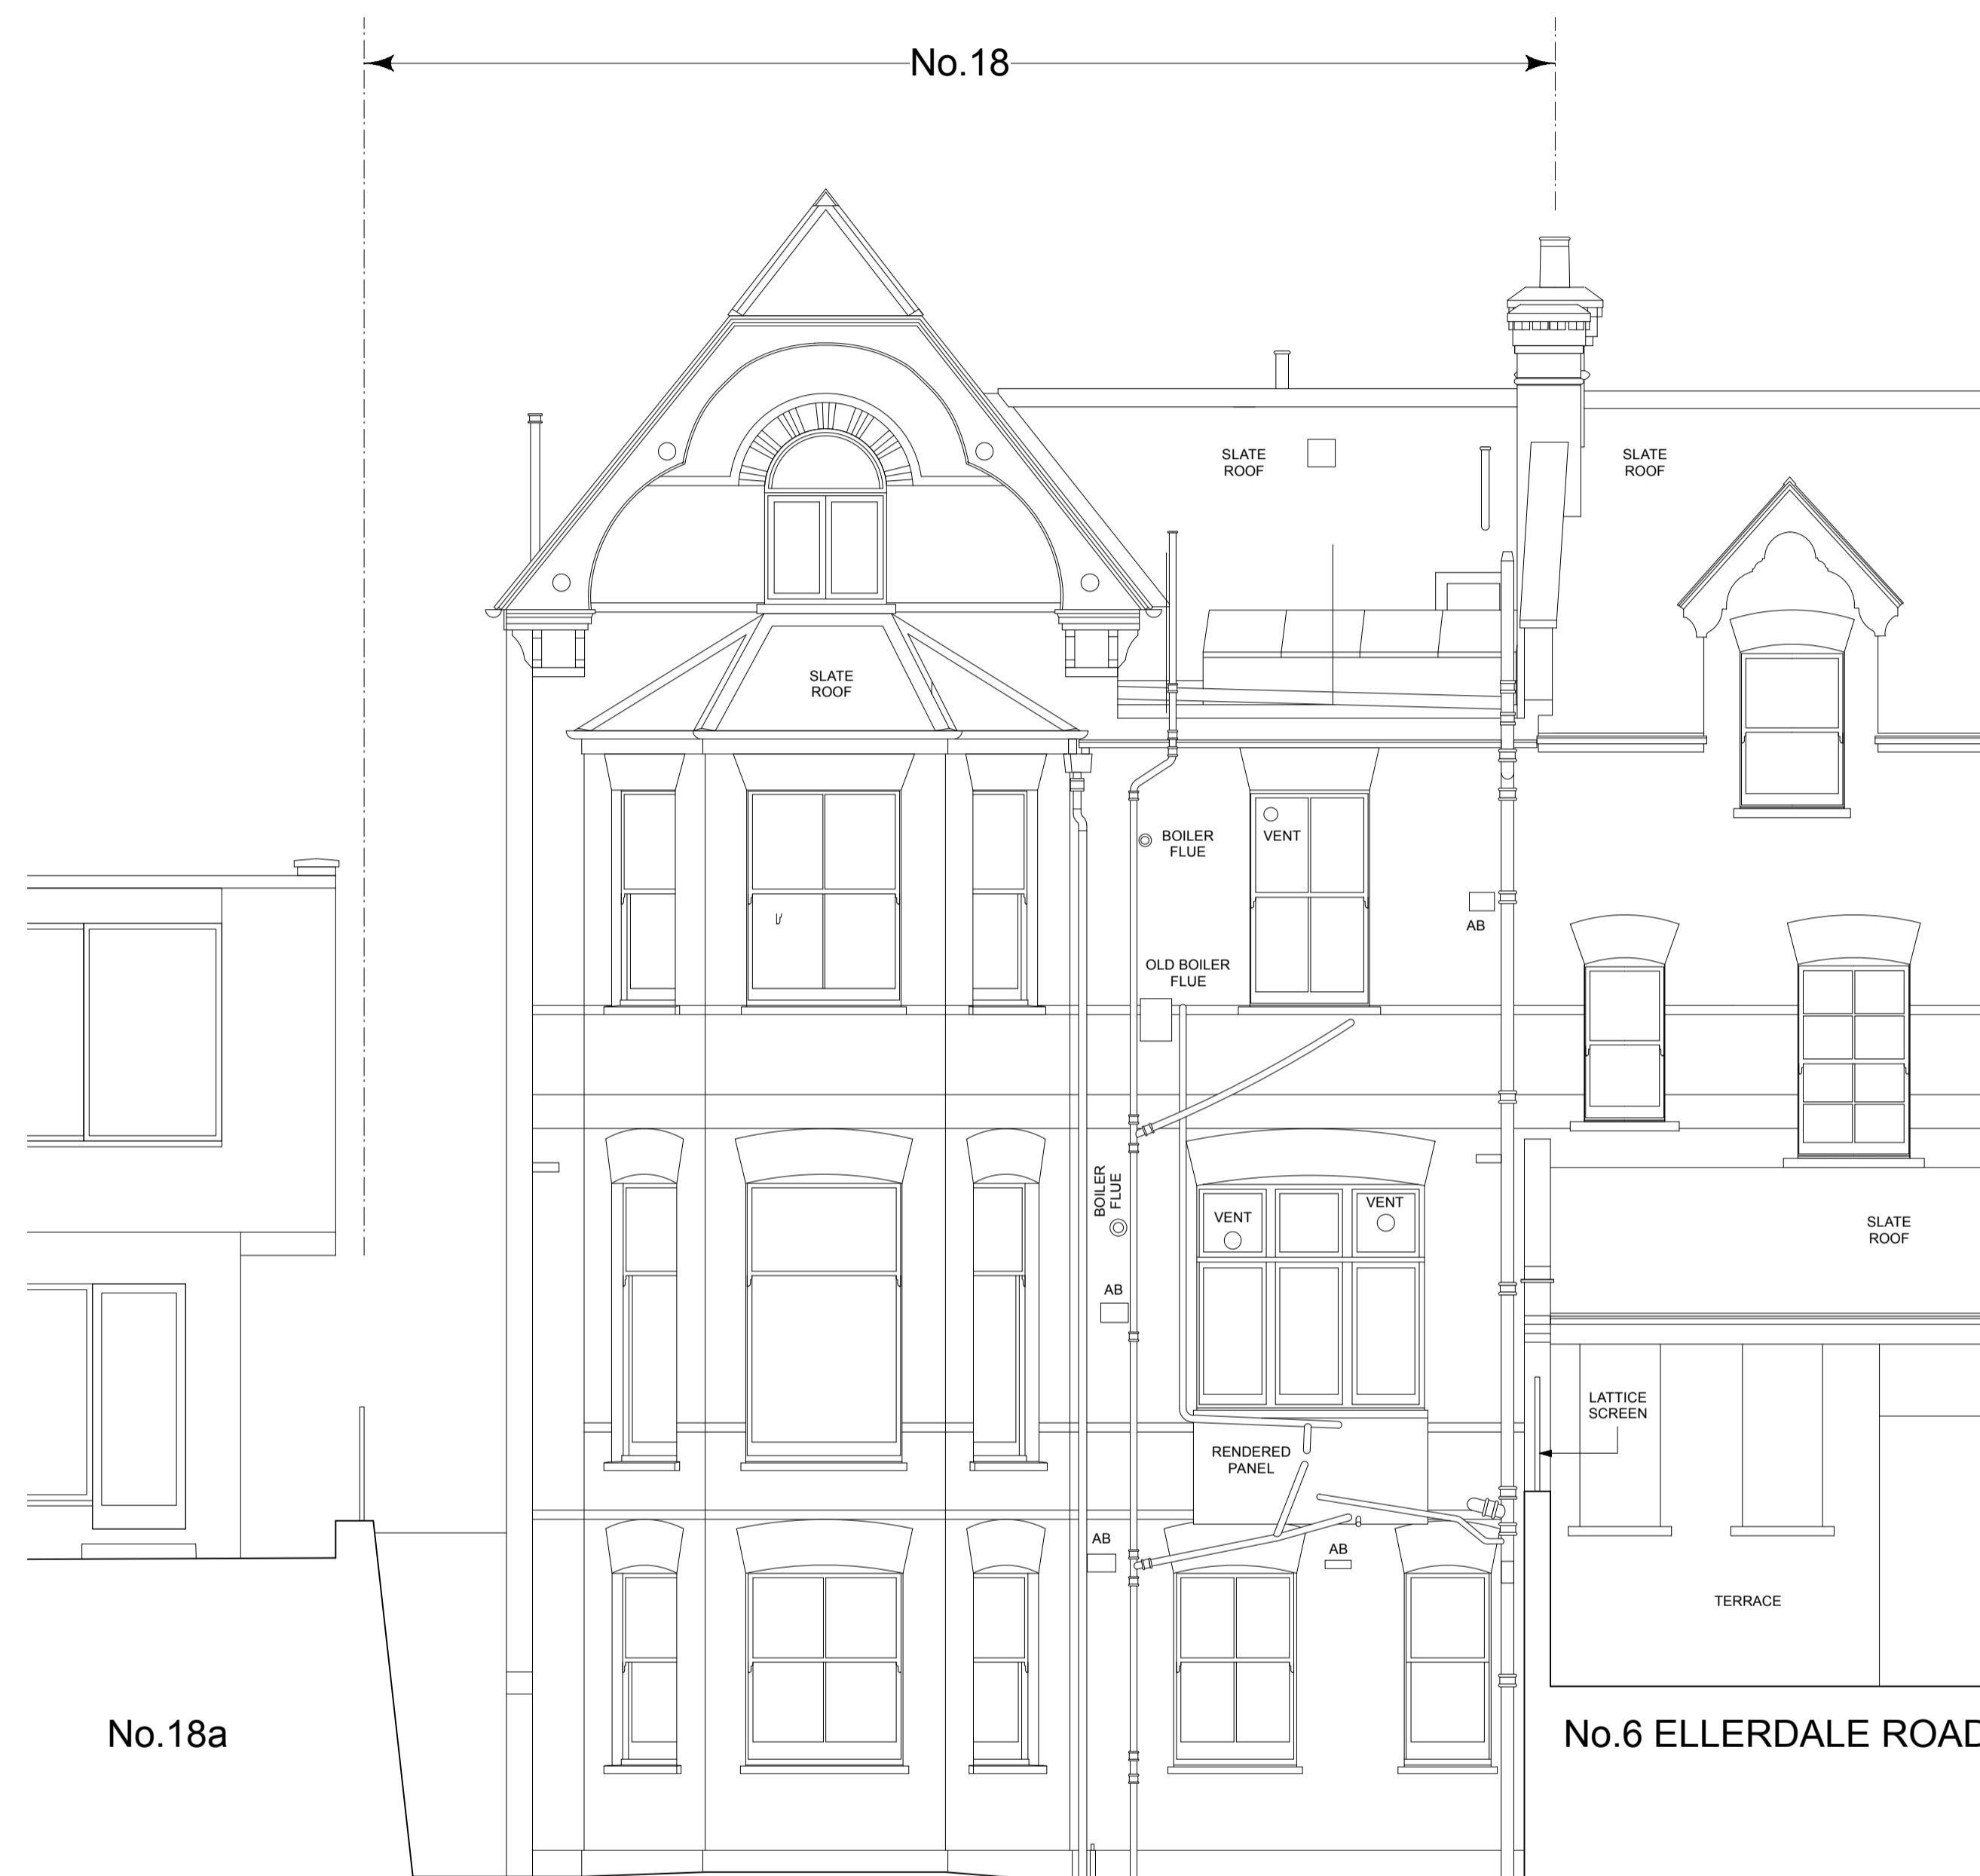 No.18
SLATE
ROOF
SLATE
ROOF
SLATE
ROOF
BOILER
FLUE
VENT
AB
OLD BOILER
FLUE
BOILER
FLUE
VENT
VENT
SLATE
ROOF
AB
LATTICE
SCREEN
RENDERED
PANEL
AB
AB
TERRACE
No.18a
No.6 ELLERDALE ROAD